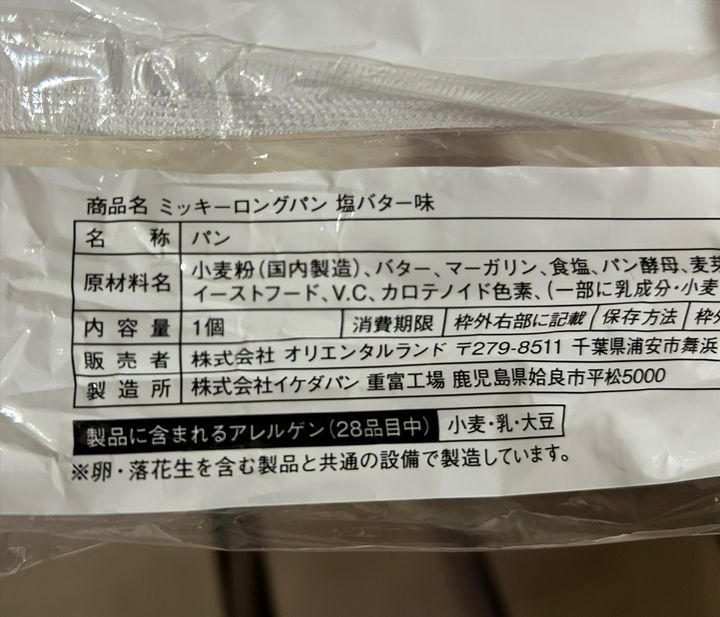 商品名 ミッキーロングパン 塩バター味
名 称 パン
原材料名 小麦粉(国内製造)、バター、マーガリン、食塩、パン酵母、麦芽
イーストフード、V.C、カロテノイド色素、(一部に乳成分・小麦
内容量 1個 消費期限 枠外右部に記載 保存方法 枠外
販売者 株式会社 オリエンタルランド 〒279-8511 千葉県浦安市舞浜
製造所 株式会社イケダパン 重富工場 鹿児島県姶良市平松5000
製品に含まれるアレルゲン(28品目中) 小麦・乳・大豆
※卵・落花生を含む製品と共通の設備で製造しています。